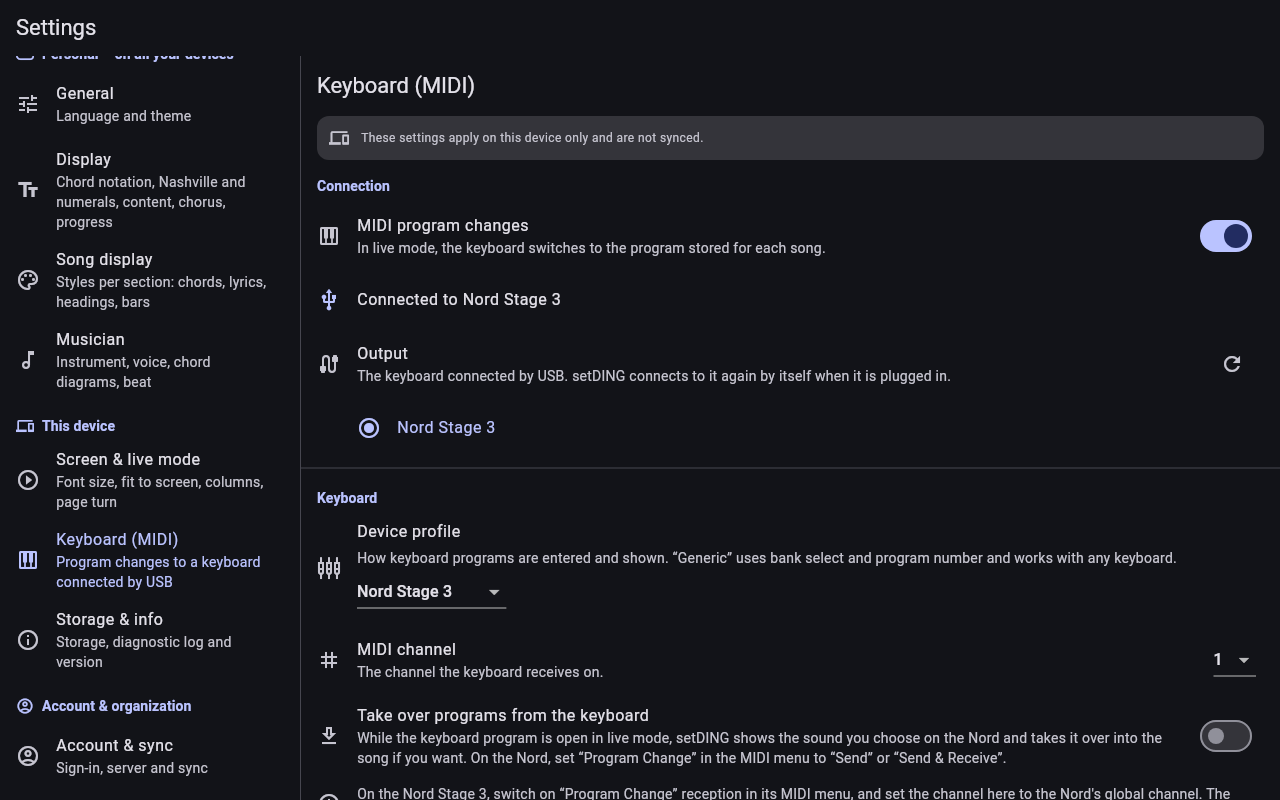 Settings
Personal – on all your devices
General
Language and theme
Display
Chord notation, Nashville and
numerals, content, chorus,
progress
Song display
Styles per section: chords, lyrics,
headings, bars
Musician
Instrument, voice, chord
diagrams, beat
This device
Screen & live mode
Font size, fit to screen, columns,
page turn
Keyboard (MIDI)
Program changes to a keyboard
connected by USB
Storage & info
Storage, diagnostic log and
version
Account & organization
Account & sync
Sign-in, server and sync
Keyboard (MIDI)
These settings apply on this device only and are not synced.
Connection
MIDI program changes
In live mode, the keyboard switches to the program stored for each song.
Connected to Nord Stage 3
Output
The keyboard connected by USB. setDING connects to it again by itself when it is plugged in.
Nord Stage 3
Keyboard
Device profile
How keyboard programs are entered and shown. “Generic” uses bank select and program number and works with any keyboard.
Nord Stage 3
MIDI channel
The channel the keyboard receives on.
1
Take over programs from the keyboard
While the keyboard program is open in live mode, setDING shows the sound you choose on the Nord and takes it over into the
song if you want. On the Nord, set “Program Change” in the MIDI menu to “Send” or “Send & Receive”.
On the Nord Stage 3, switch on “Program Change” reception in its MIDI menu, and set the channel here to the Nord's global channel. The